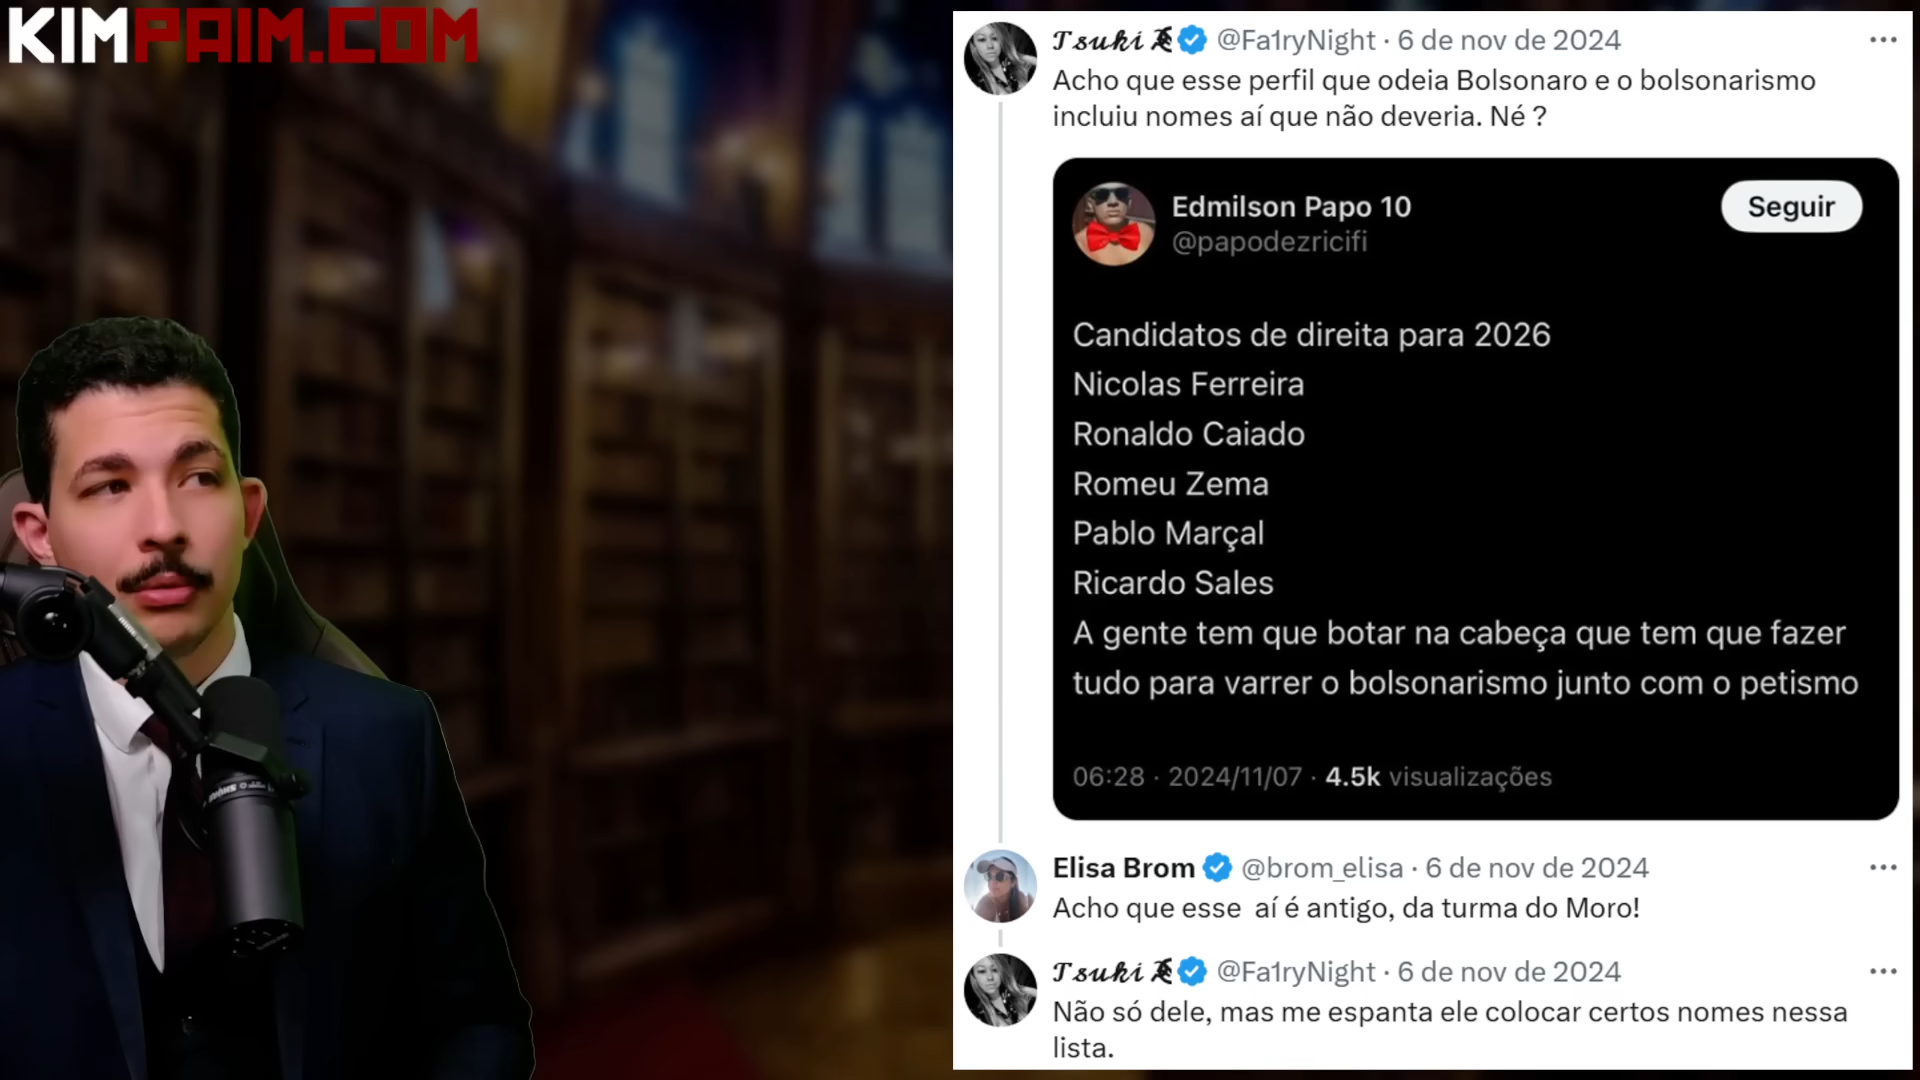 KIMPAIM.COM
Tsuki @Fa1ryNight · 6 de nov de 2024
Acho que esse perfil que odeia Bolsonaro e o bolsonarismo
incluiu nomes aí que não deveria. Né ?
Edmilson Papo 10
@papodezricifi
Seguir
Candidatos de direita para 2026
Nicolas Ferreira
Ronaldo Caiado
Romeu Zema
Pablo Marçal
Ricardo Sales
A gente tem que botar na cabeça que tem que fazer
tudo para varrer o bolsonarismo junto com o petismo
06:28 · 2024/11/07 · 4.5k visualizações
Elisa Brom @brom_elisa · 6 de nov de 2024
Acho que esse aí é antigo, da turma do Moro!
Tsuki @Fa1ryNight · 6 de nov de 2024
Não só dele, mas me espanta ele colocar certos nomes nessa
lista.